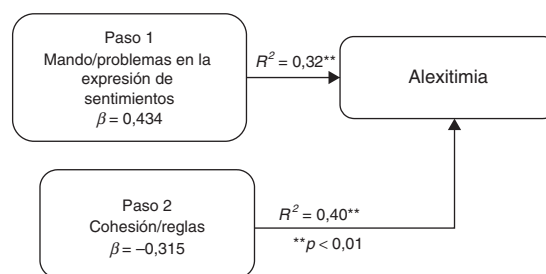 Paso 1
Mando/problemas en la
expresión de
sentimientos
β = 0,434
R² = 0,32**
Alexitimia
Paso 2
Cohesión/reglas
β = –0,315
R² = 0,40**
**p < 0,01